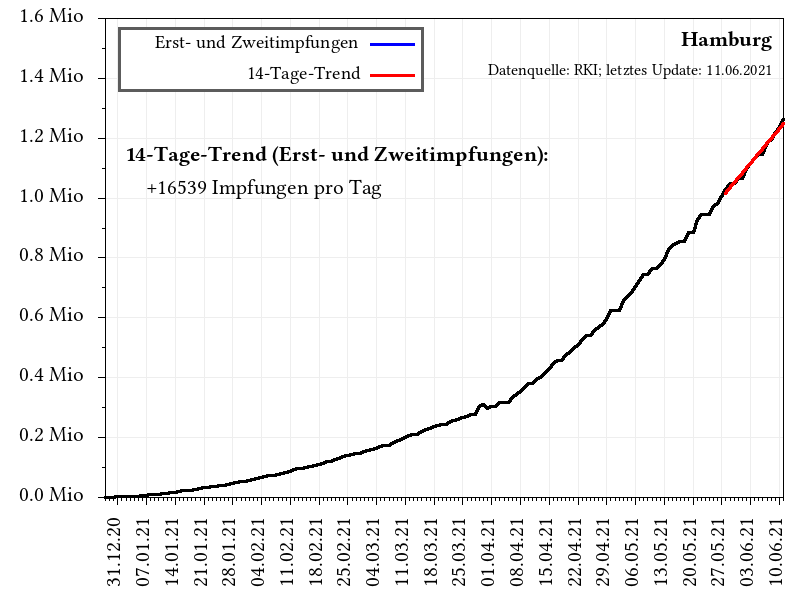 1.6 Mio
1.4 Mio
1.2 Mio
1.0 Mio
0.8 Mio
0.6 Mio
0.4 Mio
0.2 Mio
0.0 Mio
Erst- und Zweitimpfungen
14-Tage-Trend
Hamburg
Datenquelle: RKI; letztes Update: 11.06.2021
14-Tage-Trend (Erst- und Zweitimpfungen):
+16539 Impfungen pro Tag
31.12.20
07.01.21
14.01.21
21.01.21
28.01.21
04.02.21
11.02.21
18.02.21
25.02.21
04.03.21
11.03.21
18.03.21
25.03.21
01.04.21
08.04.21
15.04.21
22.04.21
29.04.21
06.05.21
13.05.21
20.05.21
27.05.21
03.06.21
10.06.21